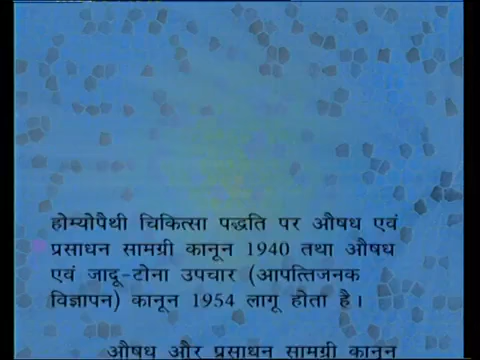 होम्योपैथी चिकित्सा पद्धति पर औषध एवं
प्रसाधन सामग्री कानून 1940 तथा औषध
एवं जादू-टोना उपचार (आपत्तिजनक
विज्ञापन) कानून 1954 लागू होता है।
औषध और प्रसाधन सामग्री कानून